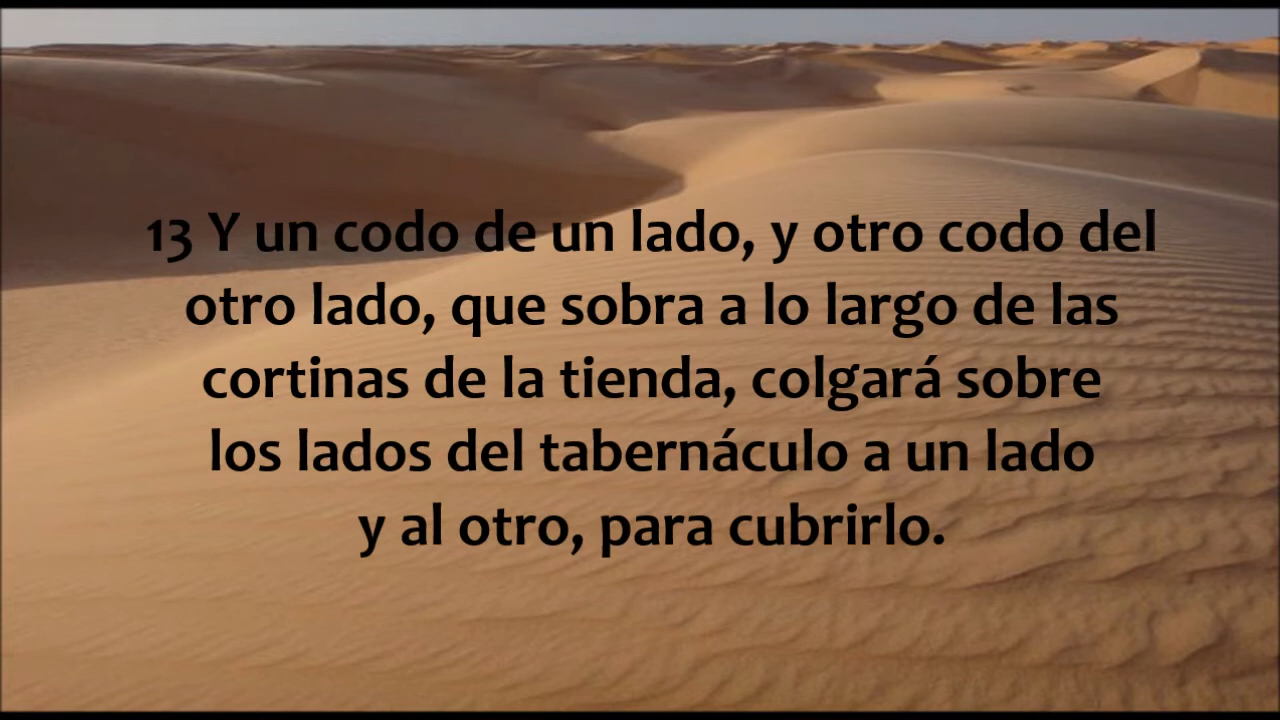 13 Y un codo de un lado, y otro codo del
otro lado, que sobra a lo largo de las
cortinas de la tienda, colgará sobre
los lados del tabernáculo a un lado
y al otro, para cubrirlo.